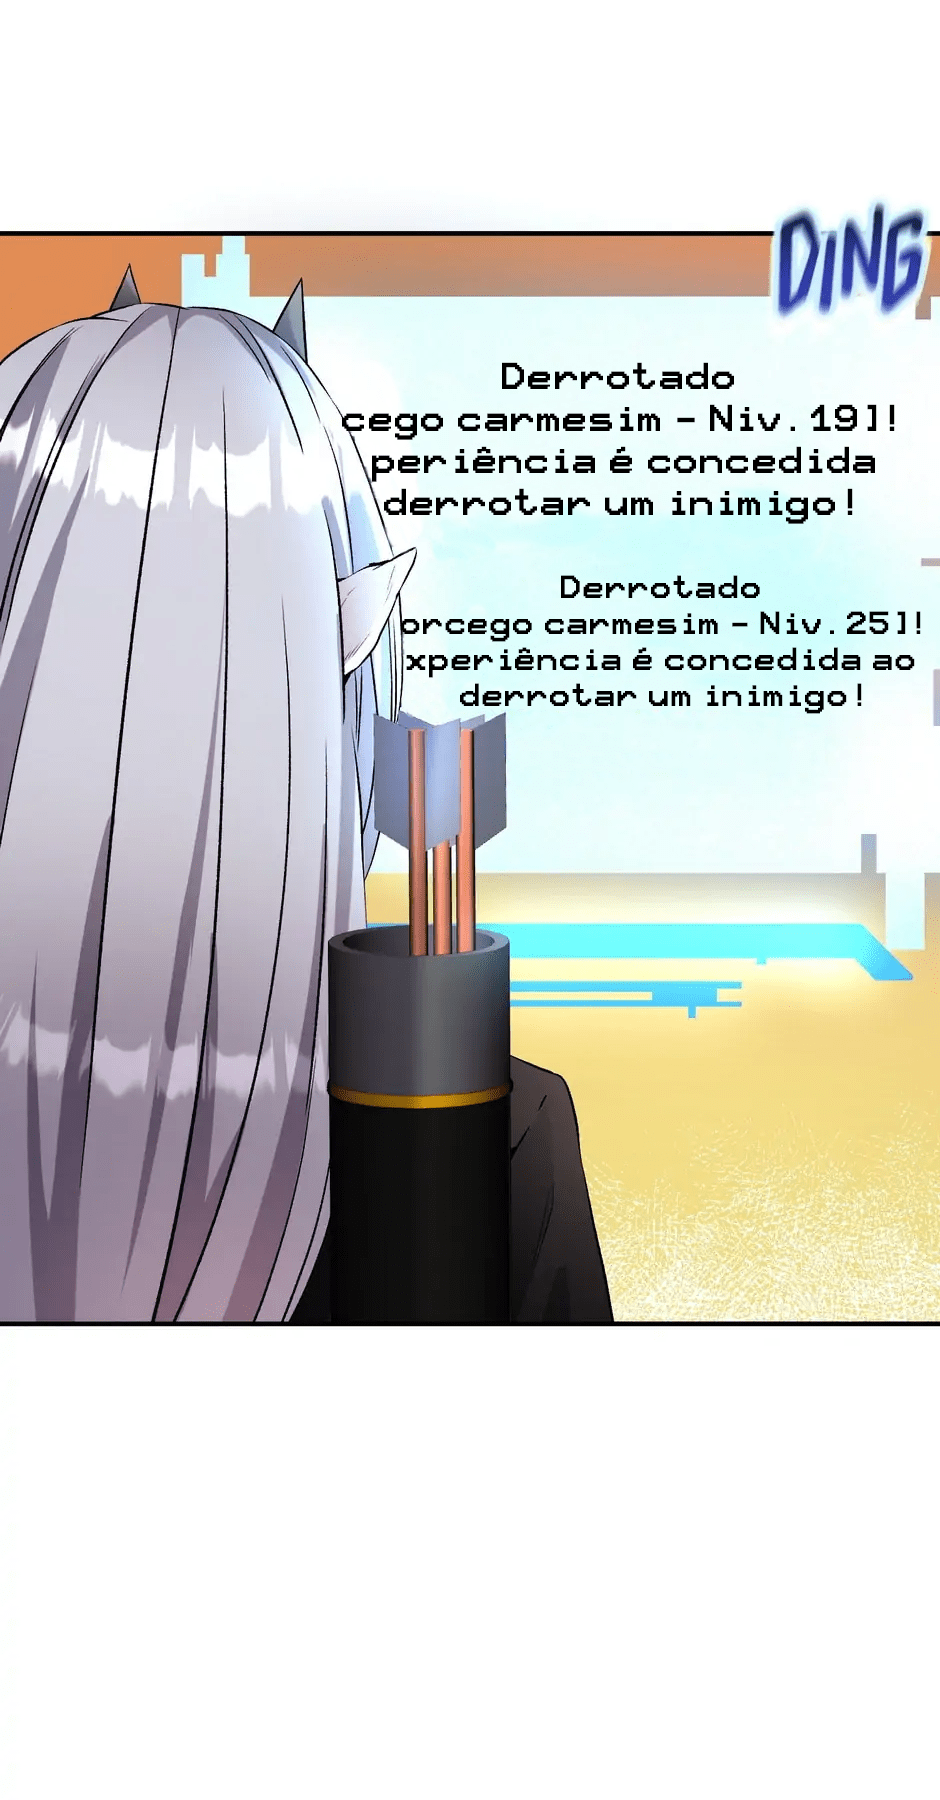 DING
Derrotado
cego carmesim - Niv. 19]!
periência é concedida
derrotar um inimigo!
Derrotado
orcego carmesim - Niv. 25]!
xperiência é concedida ao
derrotar um inimigo!